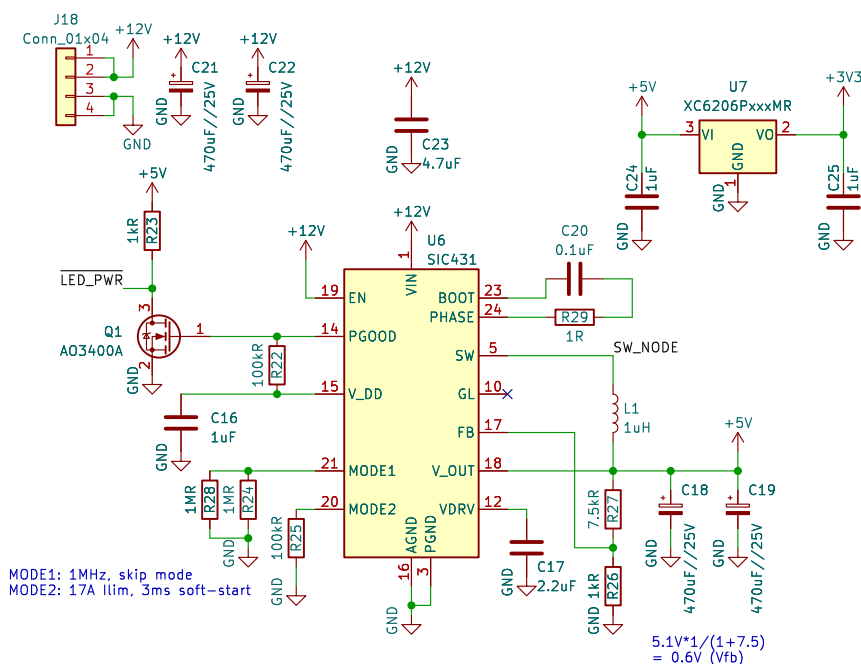 J18
Conn_01x04
1
2
3
4
+12V
GND
+12V
C21
470uF//25V
GND
+12V
C22
470uF//25V
GND
+12V
C23
4.7uF
GND
+5V
U7
XC6206PxxxMR
+3V3
3
VI
VO
2
GND
1
GND
C24
1uF
GND
C25
1uF
GND
+5V
1kR
R23
LED_PWR
Q1
AO3400A
3
1
2
GND
+12V
+12V
U6
SIC431
1
VIN
19
EN
14
PGOOD
15
V_DD
21
MODE1
20
MODE2
BOOT
23
PHASE
24
SW
5
GL
10
FB
17
V_OUT
18
VDRV
12
AGND
PGND
16
3
GND
C20
0.1uF
R29
1R
SW_NODE
L1
1uH
+5V
100kR
R22
C16
1uF
GND
1MR
R28
1MR
R24
GND
100kR
R25
GND
C17
2.2uF
GND
7.5kR
R27
1kR
R26
GND
C18
470uF//25V
GND
C19
470uF//25V
GND
MODE1: 1MHz, skip mode
MODE2: 17A Ilim, 3ms soft-start
5.1V*1/(1+7.5)
= 0.6V (Vfb)